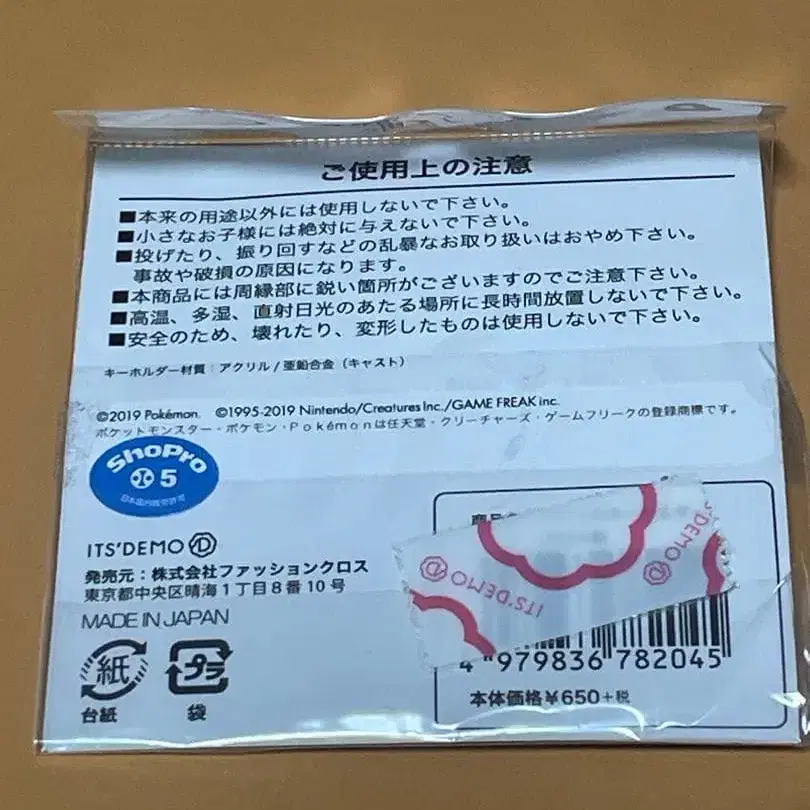 ご使用上の注意
■本来の用途以外には使用しないで下さい。
■小さなお子様には絶対に与えないで下さい。
■投げたり、振り回すなどの乱暴なお取り扱いはおやめ下さい。
事故や破損の原因になります。
■本商品には周縁部に鋭い箇所がございますのでご注意下さい。
■高温、多湿、直射日光のあたる場所に長時間放置しないで下さい。
■安全のため、壊れたり、変形したものは使用しないで下さい。
キーホルダー材質：アクリル/亜鉛合金（キャスト）
©2019 Pokémon. ©1995-2019 Nintendo/Creatures Inc./GAME FREAK inc.
ポケットモンスター・ポケモン・Pokémonは任天堂・クリーチャーズ・ゲームフリークの登録商標です。
ShoPro
5
日本国内販売許可
ITS'DEMO
発売元：株式会社ファッションクロス
東京都中央区晴海1丁目8番10号
MADE IN JAPAN
紙
プラ
台紙
袋
ITS'DEMO
ITS'DEMO
4 979836 782045
本体価格¥650+税